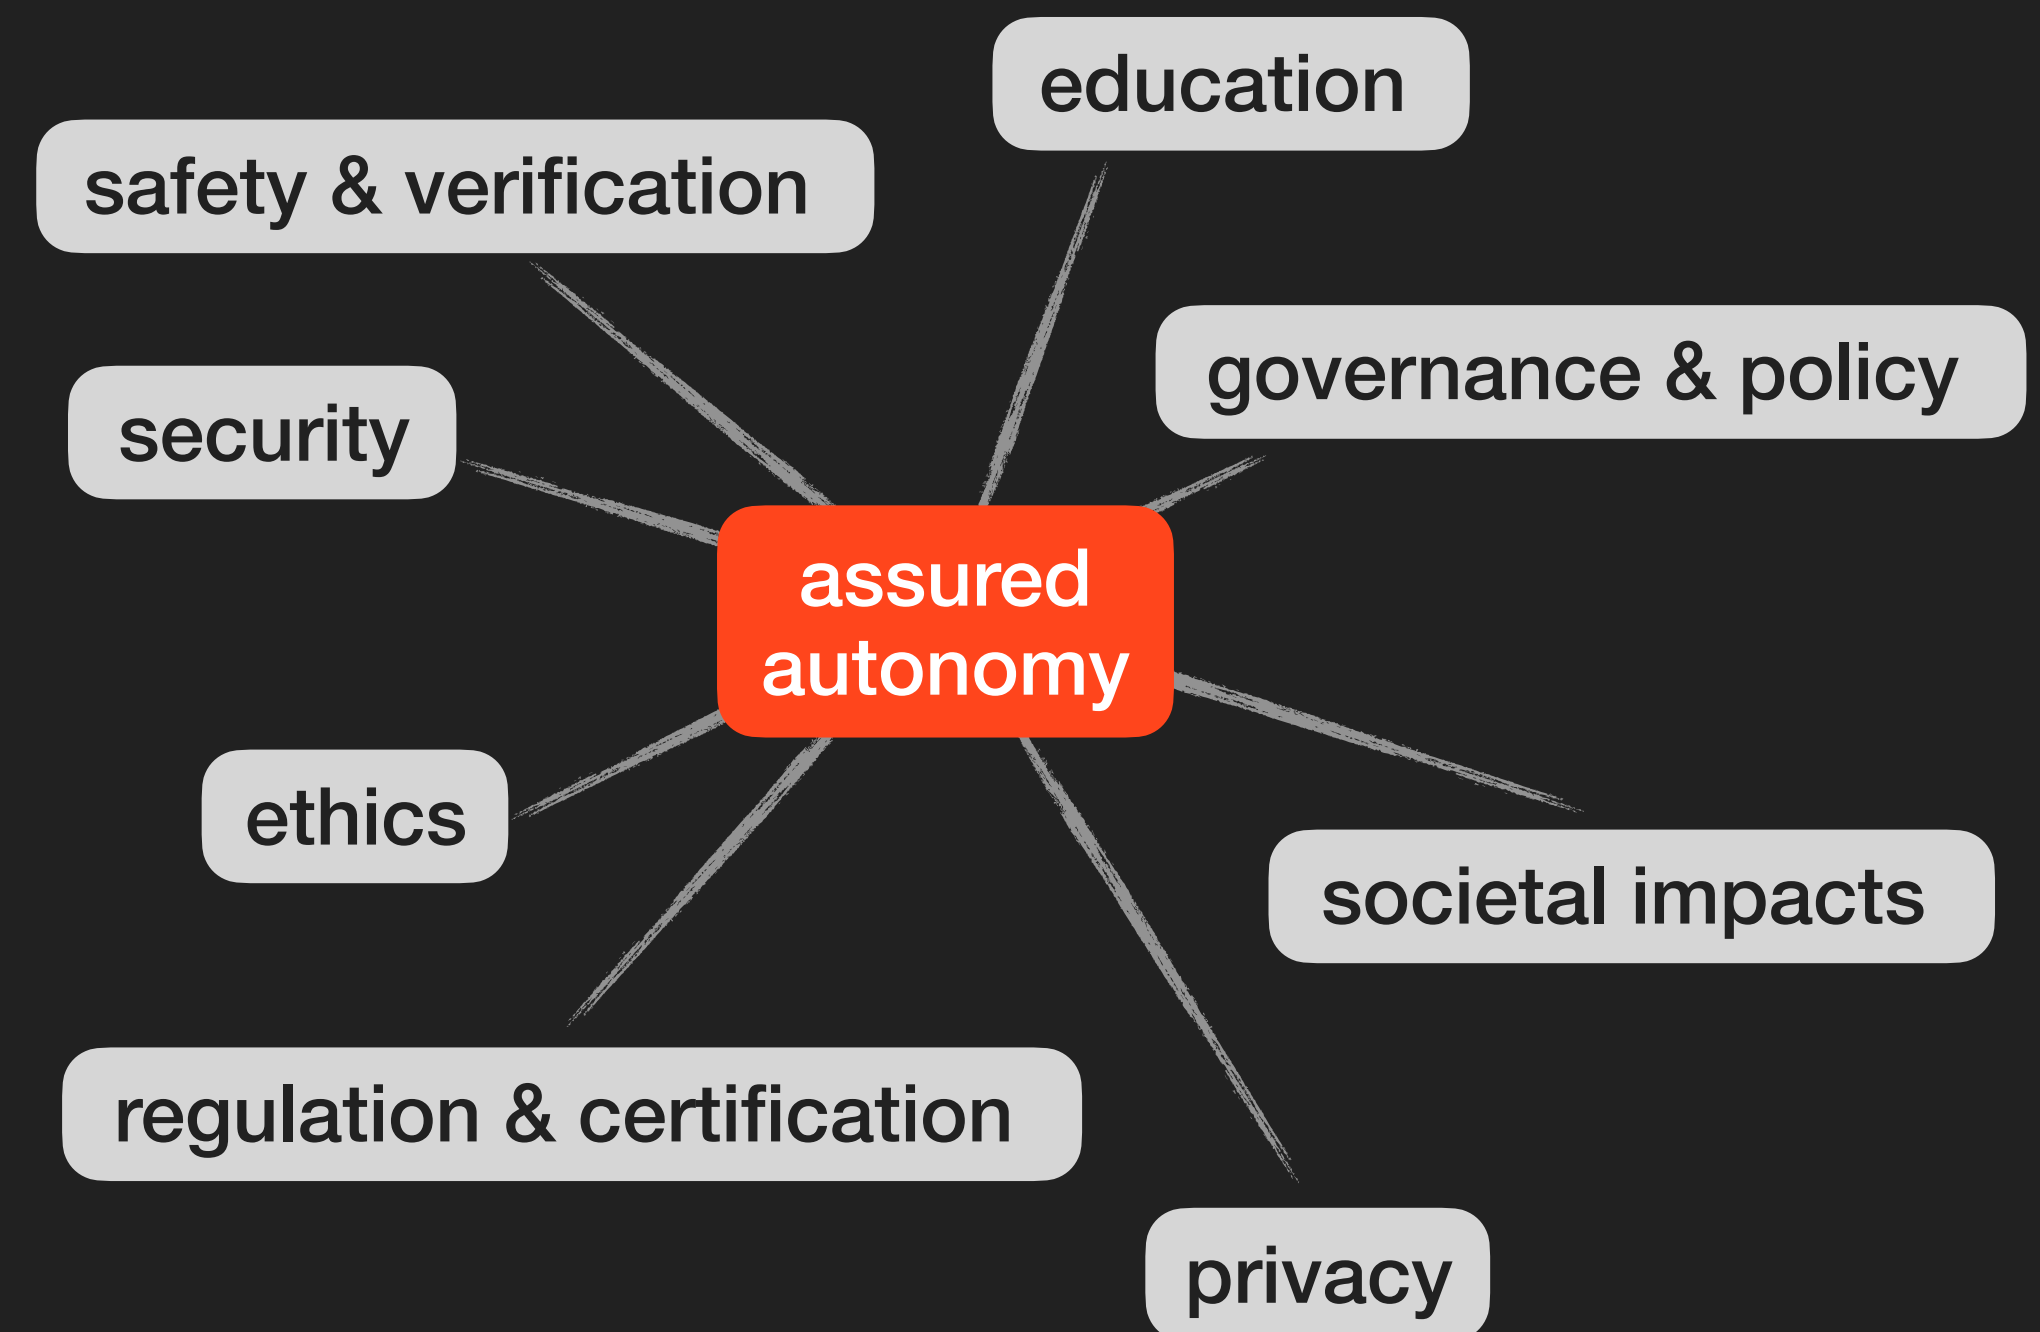 education
safety & verification
governance & policy
security
assured
autonomy
ethics
societal impacts
regulation & certification
privacy